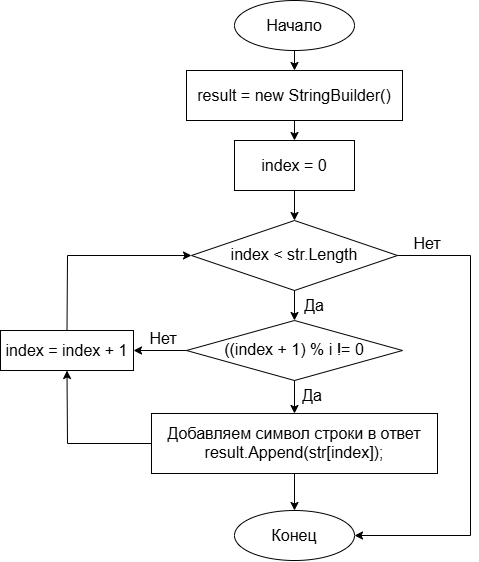 Начало
result = new StringBuilder()
index = 0
index < str.Length
Нет
Да
index = index + 1
Нет
((index + 1) % i != 0
Да
Добавляем символ строки в ответ
result.Append(str[index]);
Конец